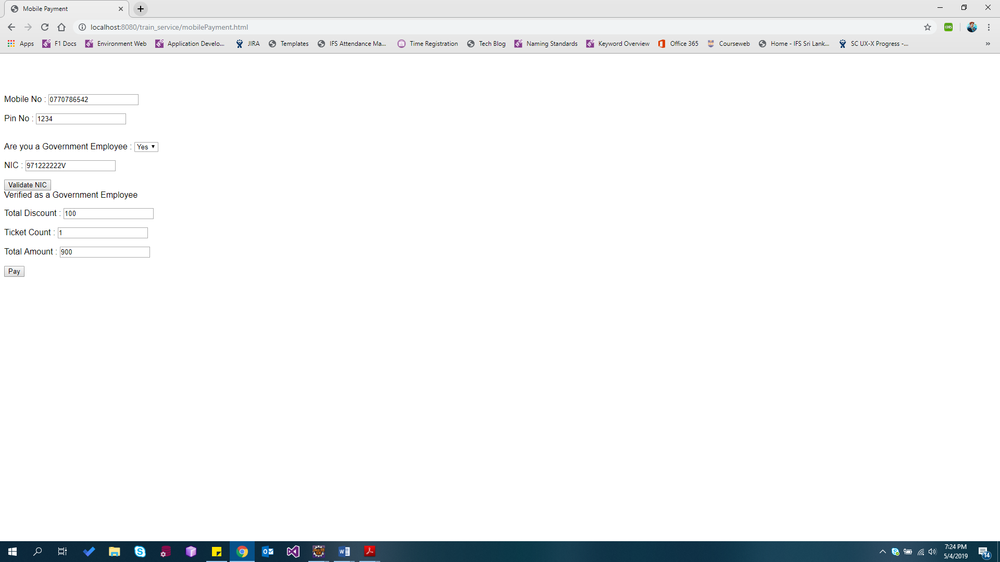 Mobile Payment
localhost:8080/train_service/mobilePayment.html
CORS
Apps F1 Docs Environment Web Application Develo... JIRA Templates IFS Attendance Ma... Time Registration Tech Blog Naming Standards Keyword Overview Office 365 Courseweb Home - IFS Sri Lank... SC UX-X Progress -... »
Mobile No : 0770786542
Pin No : 1234
Are you a Government Employee : Yes
NIC : 971222222V
Validate NIC
Verified as a Government Employee
Total Discount : 100
Ticket Count : 1
Total Amount : 900
Pay
7:24 PM
5/4/2019
14